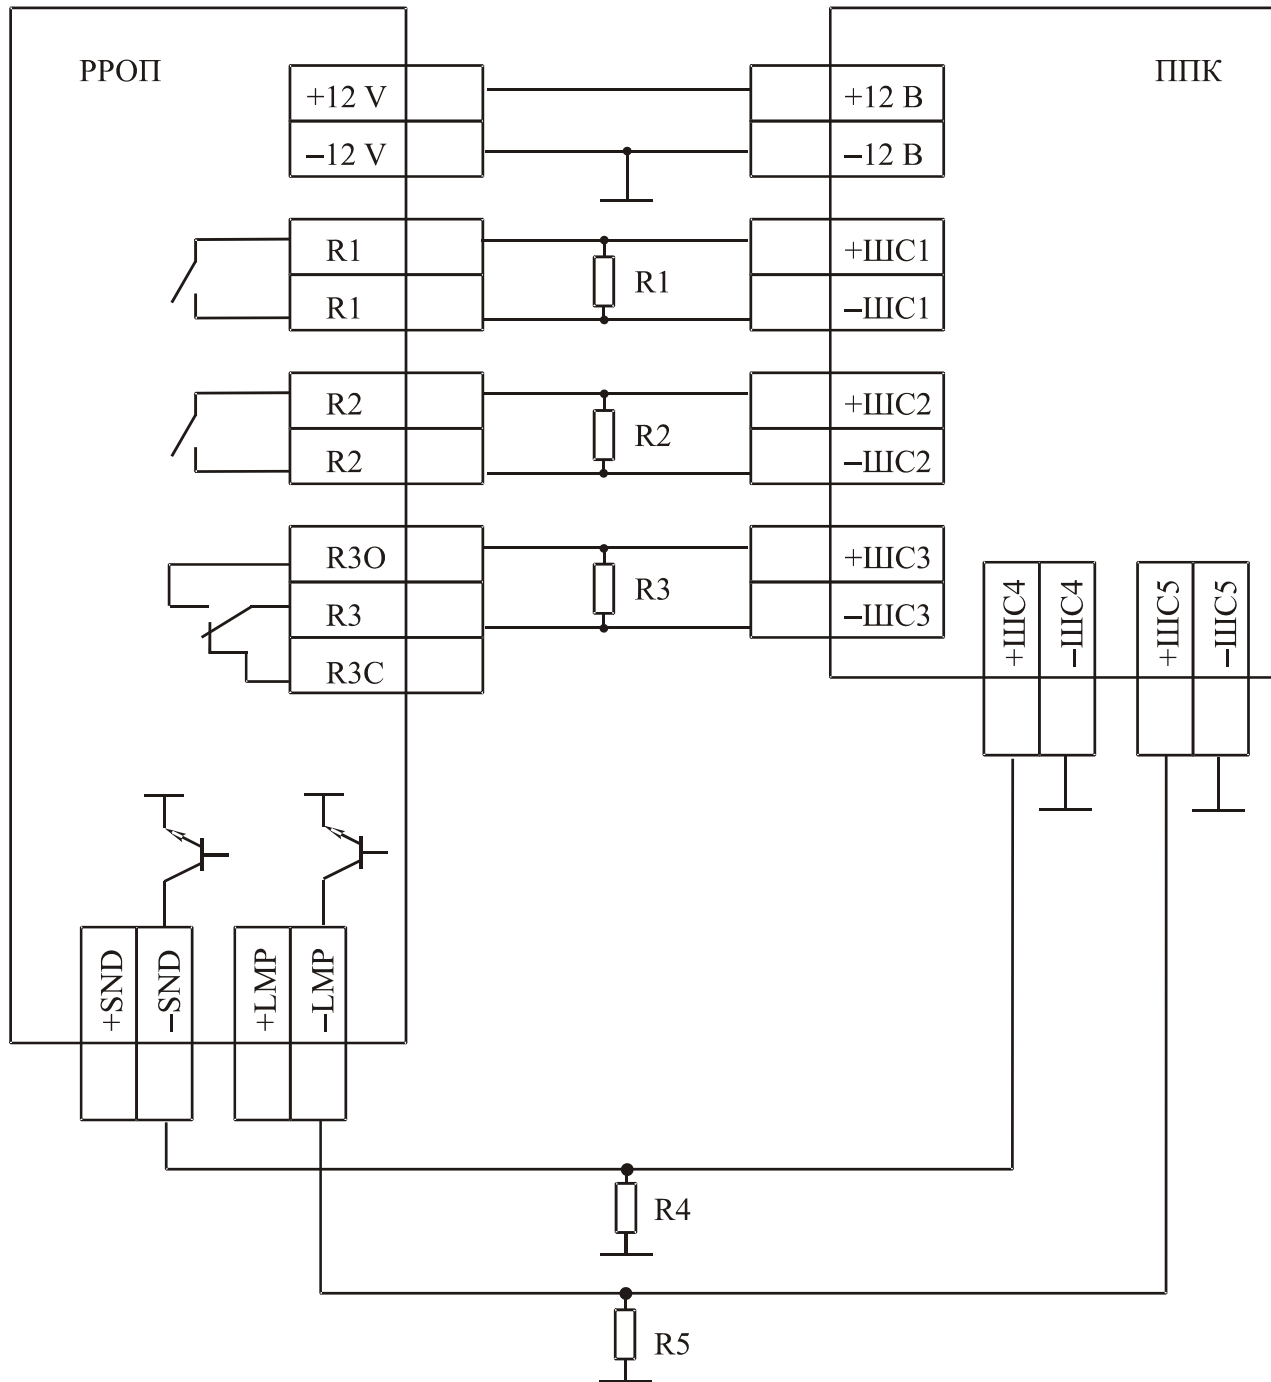 РРОП
ППК
+12 V
+12 В
–12 V
–12 В
R1
+ШС1
R1
R1
–ШС1
R2
+ШС2
R2
R2
–ШС2
R3O
+ШС3
R3
R3
–ШС3
R3C
+ШС4
–ШС4
+ШС5
–ШС5
+SND
–SND
+LMP
–LMP
R4
R5